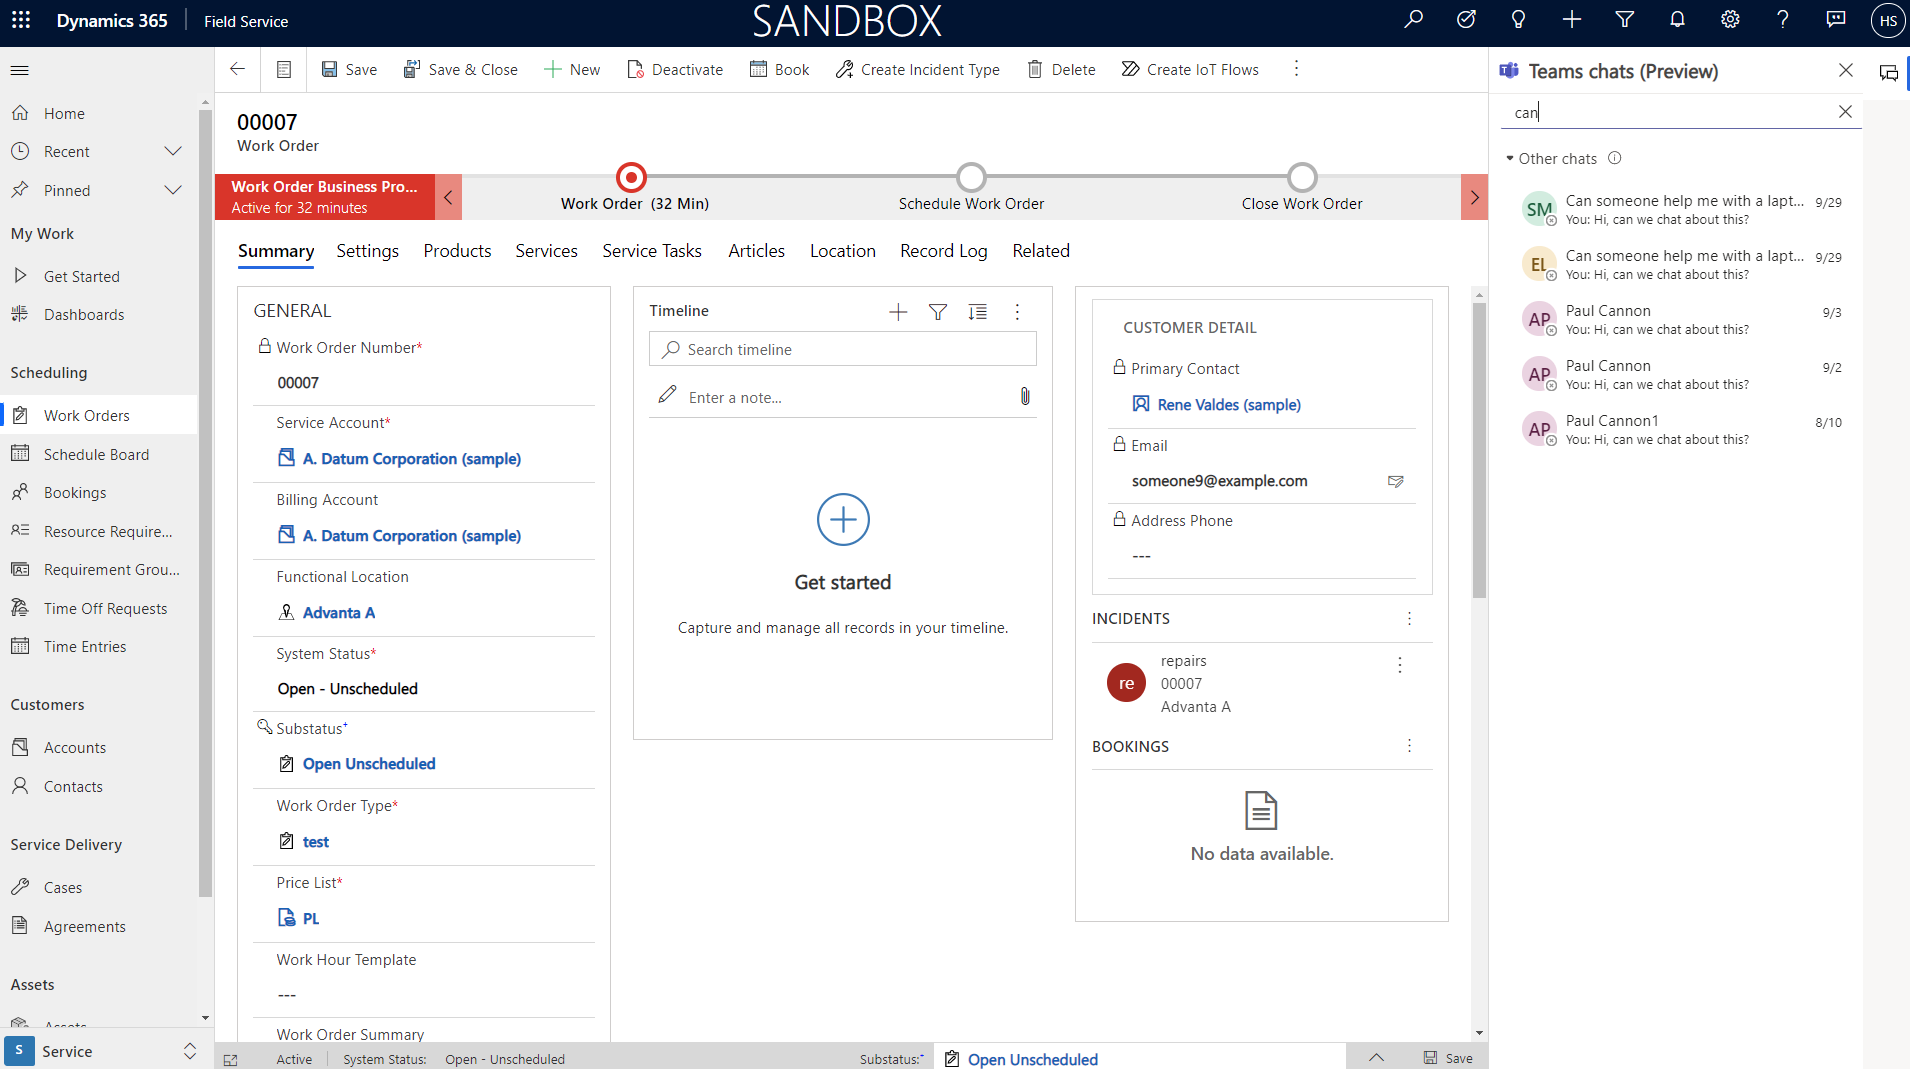 Dynamics 365
Field Service
SANDBOX
HS
Home
Recent
Pinned
My Work
Get Started
Dashboards
Scheduling
Work Orders
Schedule Board
Bookings
Resource Require...
Requirement Grou...
Time Off Requests
Time Entries
Customers
Accounts
Contacts
Service Delivery
Cases
Agreements
Assets
Assets
S
Service
Save
Save & Close
New
Deactivate
Book
Create Incident Type
Delete
Create IoT Flows
00007
Work Order
Work Order Business Pro...
Active for 32 minutes
Work Order (32 Min)
Schedule Work Order
Close Work Order
Summary
Settings
Products
Services
Service Tasks
Articles
Location
Record Log
Related
GENERAL
Work Order Number*
00007
Service Account*
A. Datum Corporation (sample)
Billing Account
A. Datum Corporation (sample)
Functional Location
Advanta A
System Status*
Open - Unscheduled
Substatus+
Open Unscheduled
Work Order Type*
test
Price List*
PL
Work Hour Template
---
Work Order Summary
Timeline
Search timeline
Enter a note...
Get started
Capture and manage all records in your timeline.
CUSTOMER DETAIL
Primary Contact
Rene Valdes (sample)
Email
someone9@example.com
Address Phone
---
INCIDENTS
re
repairs
00007
Advanta A
BOOKINGS
No data available.
Active
System Status:
Open - Unscheduled
Substatus:+
Open Unscheduled
Save
Teams chats (Preview)
can
Other chats
SM
Can someone help me with a lapt...
9/29
You: Hi, can we chat about this?
EL
Can someone help me with a lapt...
9/29
You: Hi, can we chat about this?
AP
Paul Cannon
9/3
You: Hi, can we chat about this?
AP
Paul Cannon
9/2
You: Hi, can we chat about this?
AP
Paul Cannon1
8/10
You: Hi, can we chat about this?